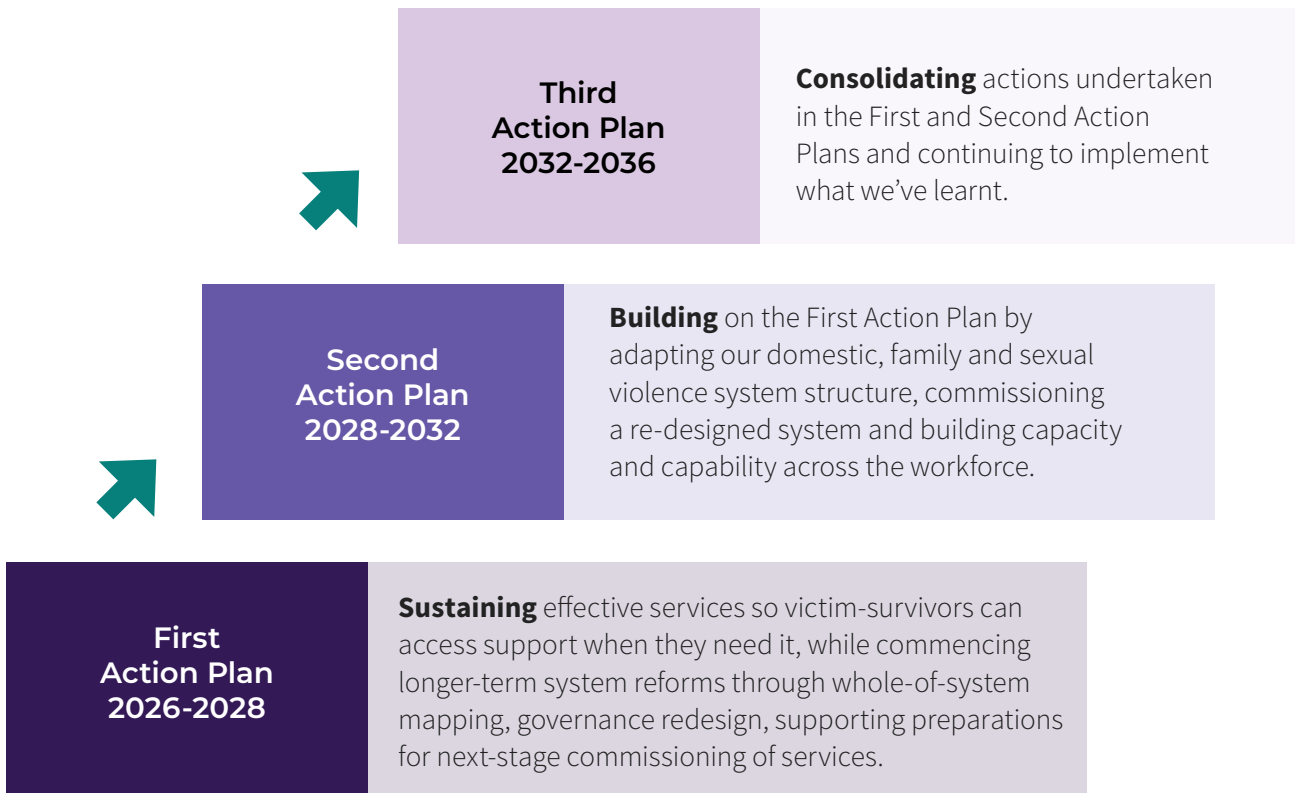 Third
Action Plan
2032-2036
Consolidating actions undertaken
in the First and Second Action
Plans and continuing to implement
what we’ve learnt.
Second
Action Plan
2028-2032
Building on the First Action Plan by
adapting our domestic, family and sexual
violence system structure, commissioning
a re-designed system and building capacity
and capability across the workforce.
First
Action Plan
2026-2028
Sustaining effective services so victim-survivors can
access support when they need it, while commencing
longer-term system reforms through whole-of-system
mapping, governance redesign, supporting preparations
for next-stage commissioning of services.